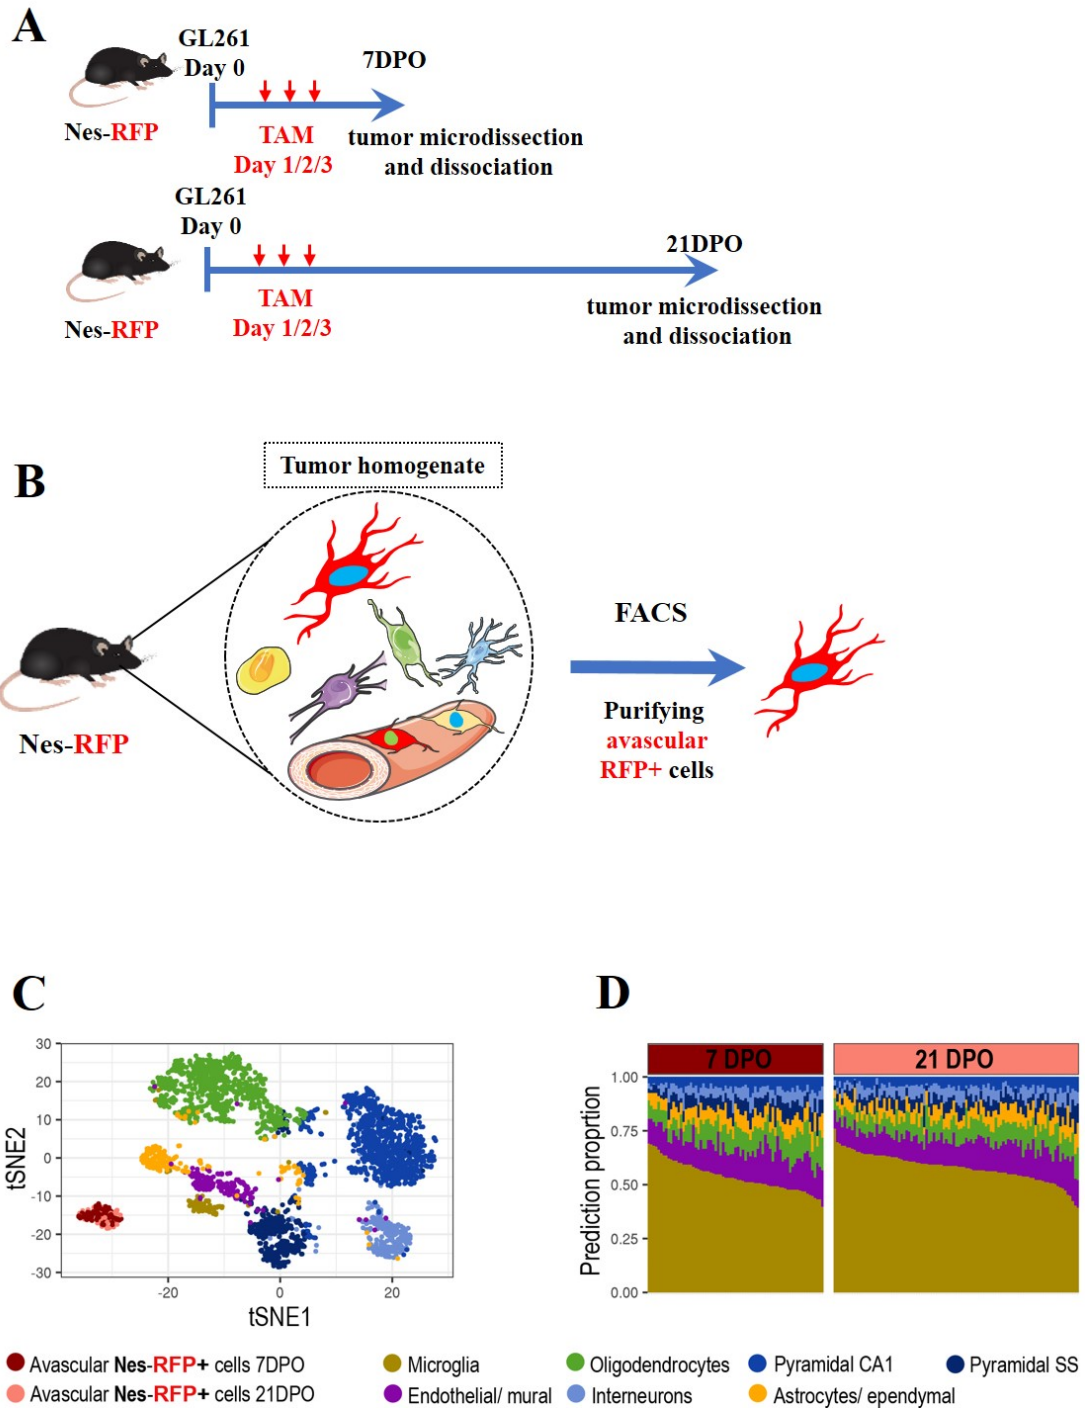 A
GL261
Day 0
7DPO
Nes-RFP
TAM
Day 1/2/3
tumor microdissection
and dissociation
GL261
Day 0
21DPO
Nes-RFP
TAM
Day 1/2/3
tumor microdissection
and dissociation
B
Tumor homogenate
Nes-RFP
FACS
Purifying
avascular
RFP+ cells
C
30
20
10
0
-10
-20
-30
tSNE2
-20
0
20
tSNE1
D
7 DPO
21 DPO
1.00
0.75
0.50
0.25
0.00
Prediction proprtion
Avascular Nes-RFP+ cells 7DPO
Microglia
Oligodendrocytes
Pyramidal CA1
Pyramidal SS
Avascular Nes-RFP+ cells 21DPO
Endothelial/ mural
Interneurons
Astrocytes/ ependymal